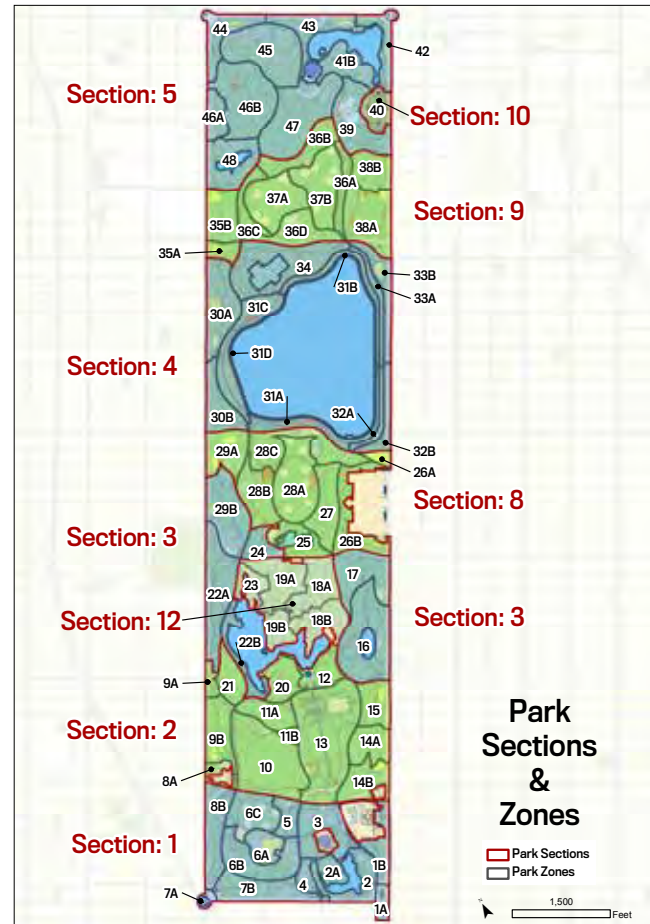 44
43
42
45
41B
Section: 5
46A
46B
40
Section: 10
47
39
36B
48
38B
36A
37A
37B
Section: 9
35B
36C
36D
38A
35A
34
33B
31B
33A
31C
30A
Section: 4
31D
31A
32A
30B
32B
29A
28C
26A
28B
28A
Section: 8
29B
27
Section: 3
25
26B
24
17
23
19A
18A
22A
Section: 12
Section: 3
19B
18B
22B
16
9A
21
20
12
11A
15
Section: 2
9B
11B
13
14A
10
8A
14B
Park
Sections
&
Zones
8B
6C
5
3
Section: 1
6A
6B
2A
1B
7A
7B
4
2
1A
Park Sections
Park Zones
1,500
Feet